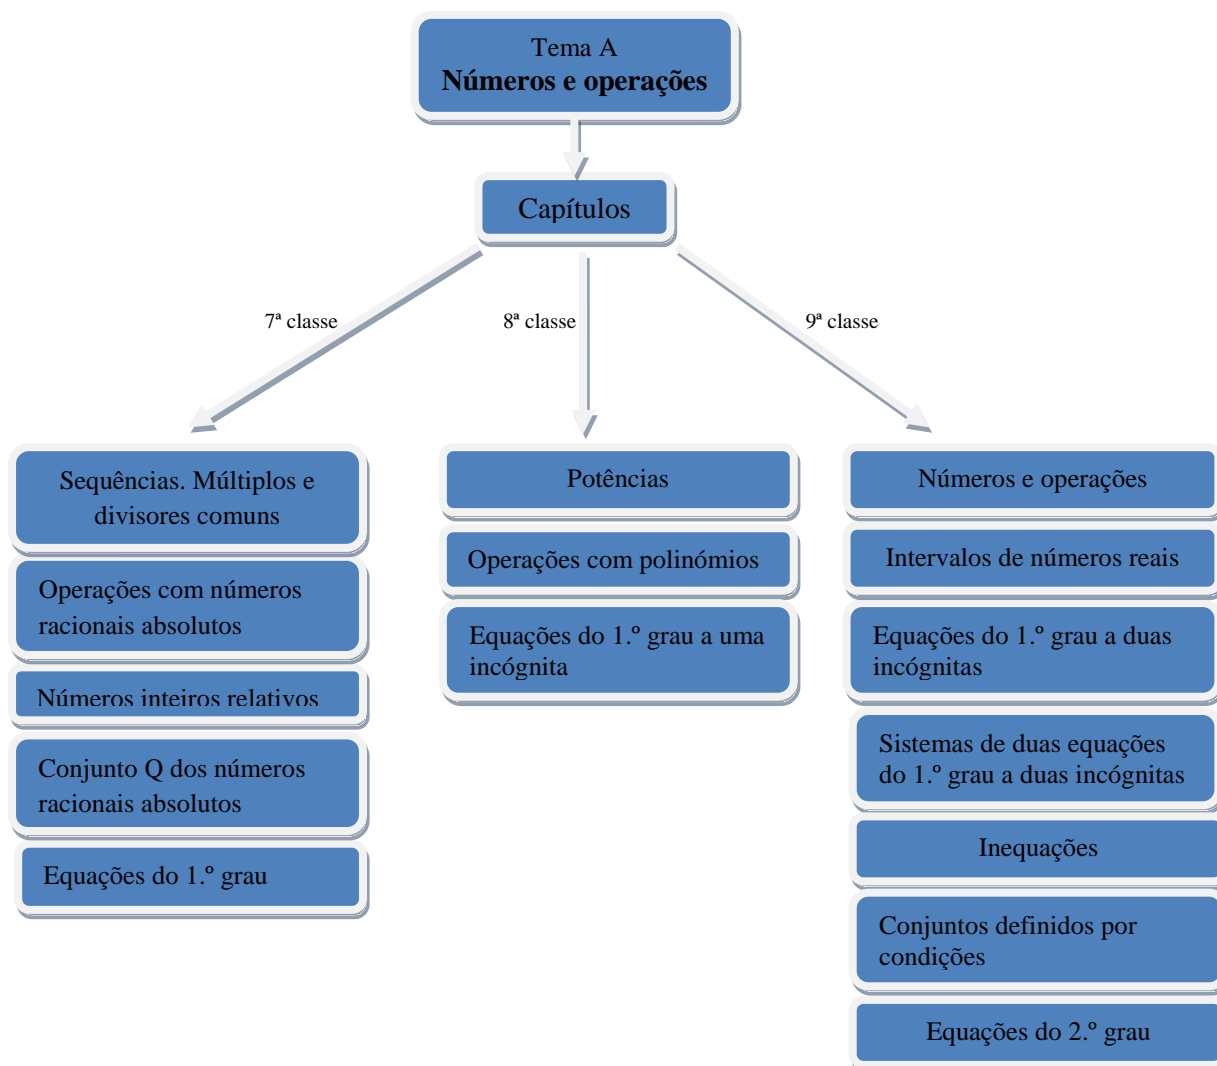 Tema A
Números e operações
Capítulos
7ª classe
8ª classe
9ª classe
Sequências. Múltiplos e
divisores comuns
Operações com números
racionais absolutos
Números inteiros relativos
Conjunto Q dos números
racionais absolutos
Equações do 1.º grau
Potências
Operações com polinómios
Equações do 1.º grau a uma
incógnita
Números e operações
Intervalos de números reais
Equações do 1.º grau a duas
incógnitas
Sistemas de duas equações
do 1.º grau a duas incógnitas
Inequações
Conjuntos definidos por
condições
Equações do 2.º grau